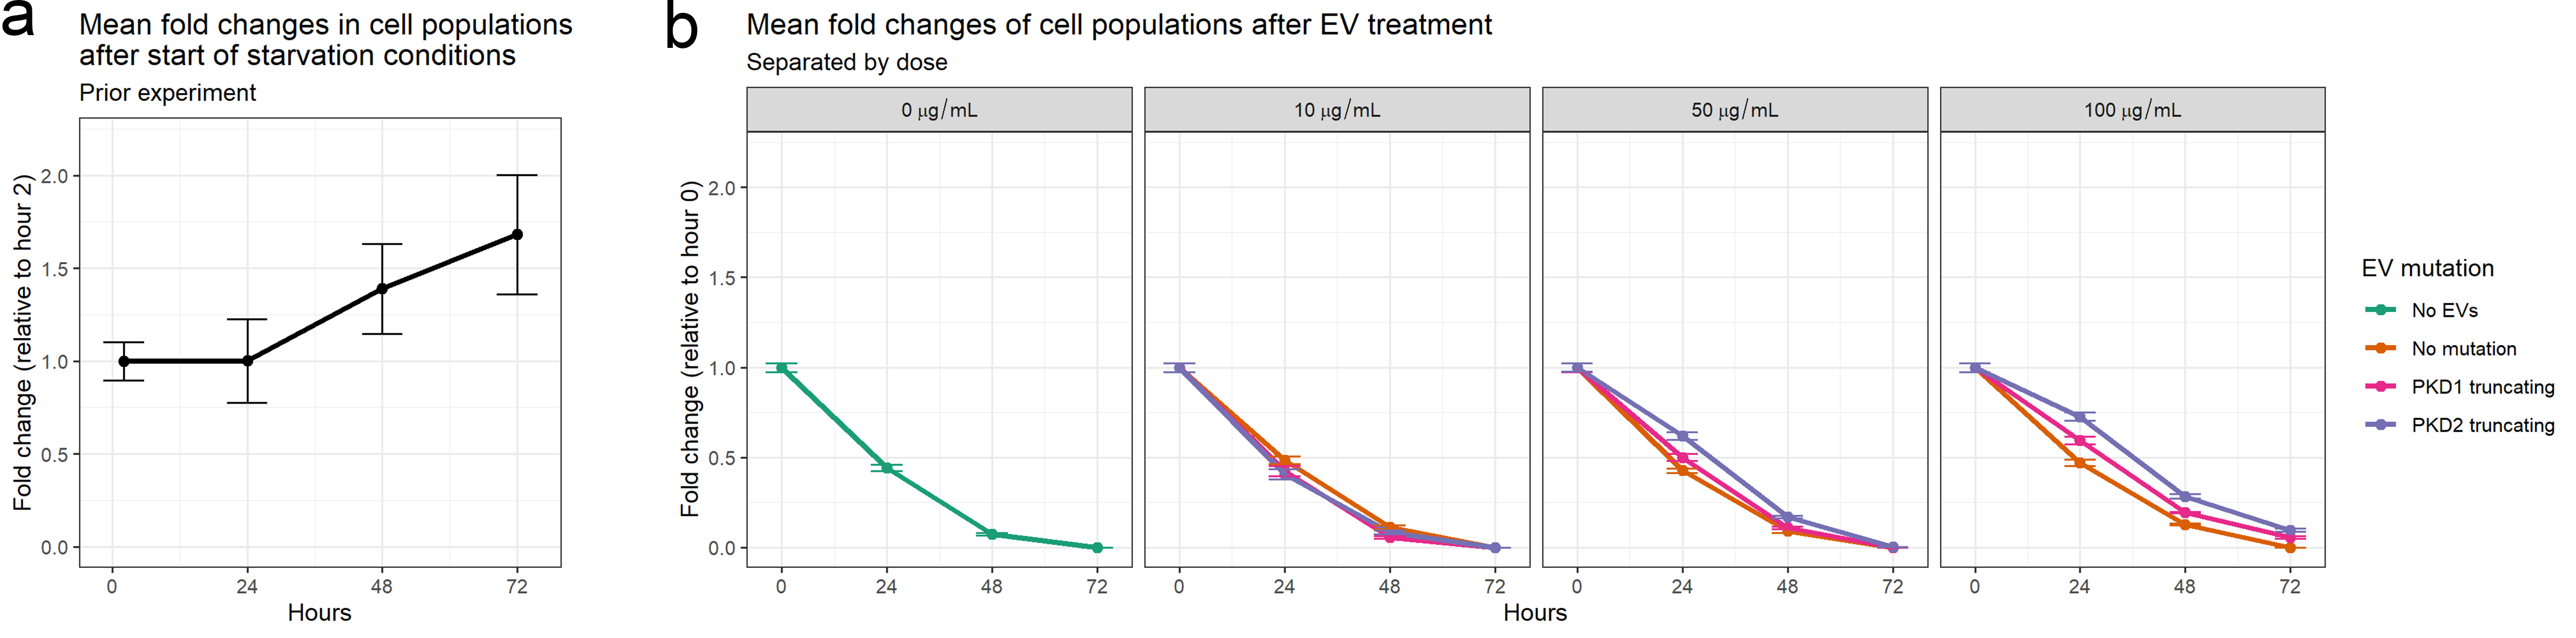 a
Mean fold changes in cell populations
after start of starvation conditions
Prior experiment
Fold change (relative to hour 2)
2.0
1.5
1.0
0.5
0.0
0 24 48 72
Hours
b
Mean fold changes of cell populations after EV treatment
Separated by dose
0 μg/mL 10 μg/mL 50 μg/mL 100 μg/mL
Fold change (relative to hour 0)
2.0
1.5
1.0
0.5
0.0
0 24 48 72 0 24 48 72 0 24 48 72 0 24 48 72
Hours
EV mutation
No EVs
No mutation
PKD1 truncating
PKD2 truncating